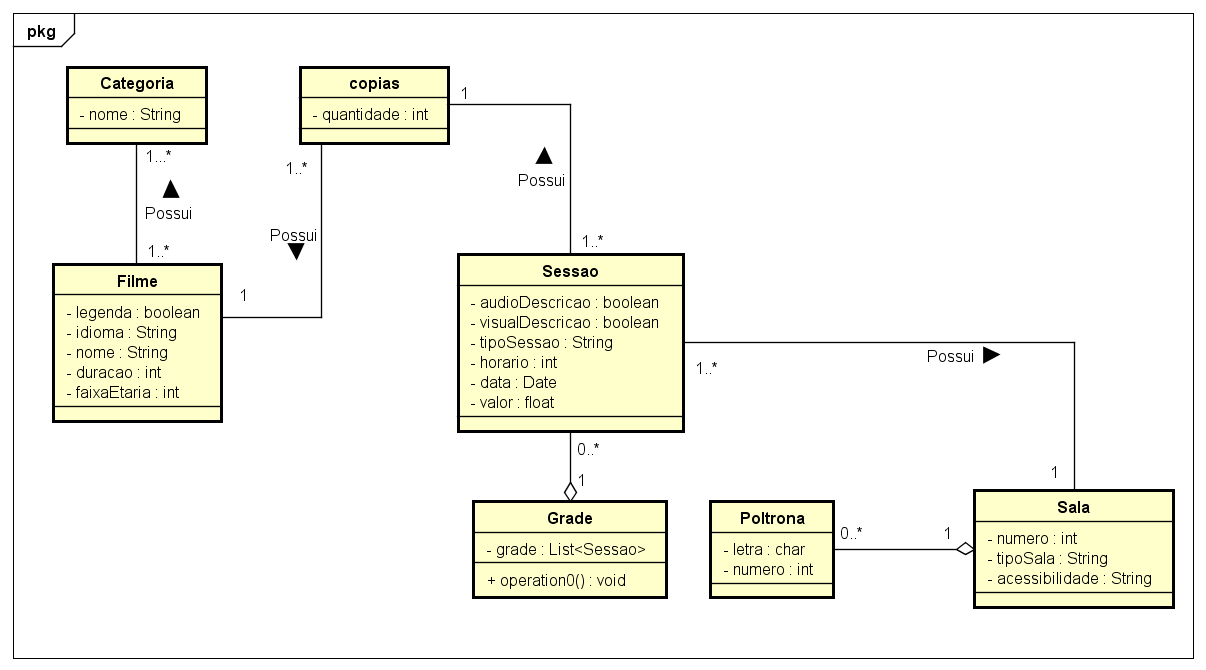 pkg
Categoria
- nome : String
copias
- quantidade : int
1
1...*
Possui
1..*
1..*
Possui
1
Possui
1..*
Filme
- legenda : boolean
- idioma : String
- nome : String
- duracao : int
- faixaEtaria : int
Sessao
- audioDescricao : boolean
- visualDescricao : boolean
- tipoSessao : String
- horario : int
- data : Date
- valor : float
Possui
1..*
1
0..*
1
Grade
- grade : List<Sessao>
+ operation0() : void
Poltrona
- letra : char
- numero : int
0..*
1
Sala
- numero : int
- tipoSala : String
- acessibilidade : String